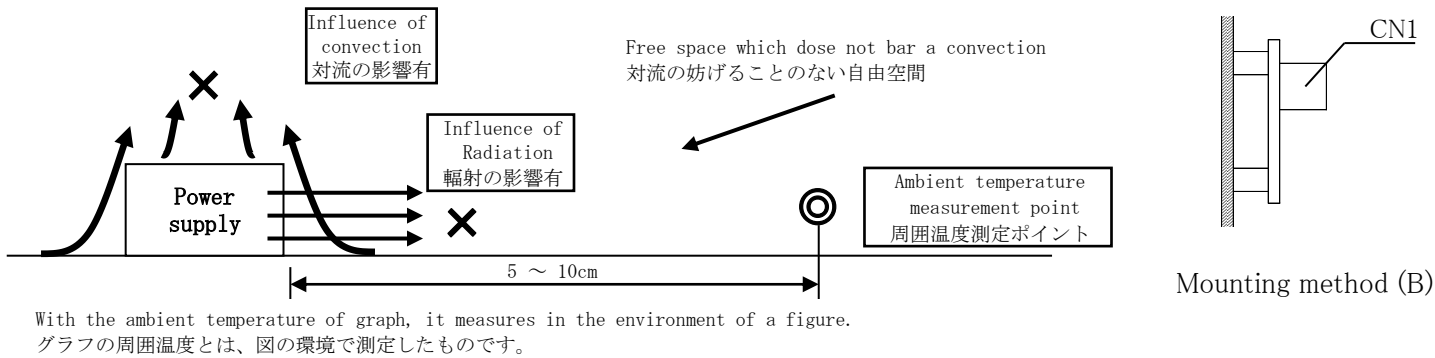 Influence of
convection
対流の影響有
Free space which dose not bar a convection
対流の妨げることのない自由空間
CN1
Influence of
Radiation
輻射の影響有
Power
supply
Ambient temperature
measurement point
周囲温度測定ポイント
5 ～ 10cm
Mounting method (B)
With the ambient temperature of graph, it measures in the environment of a figure.
グラフの周囲温度とは、図の環境で測定したものです。